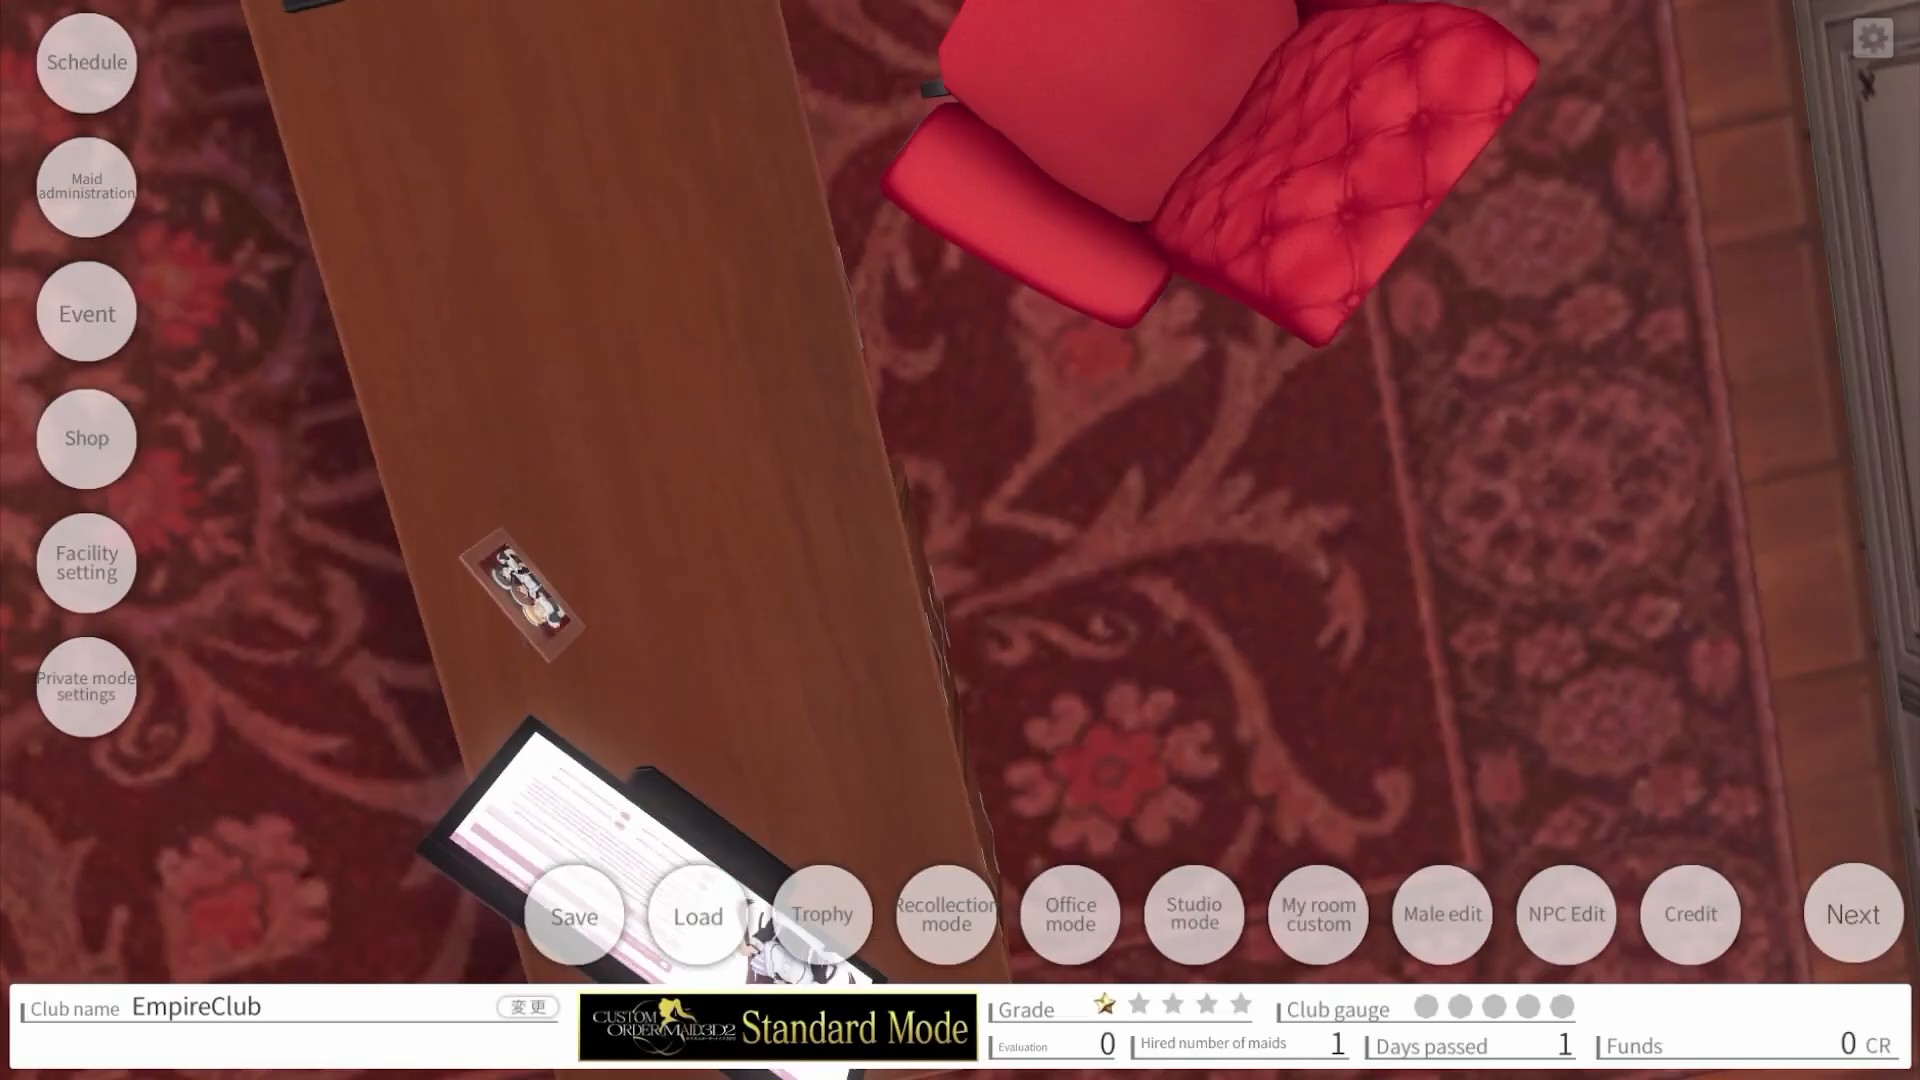 Schedule
Maid
administration
Event
Shop
Facility
setting
Private mode
settings
Save
Load
Trophy
Recollection
mode
Office
mode
Studio
mode
My room
custom
Male edit
NPC Edit
Credit
Next
Club name EmpireClub 変更
CUSTOM
ORDER MAID3D2
Standard Mode
Grade
Club gauge
Evaluation 0
Hired number of maids 1
Days passed 1
Funds 0 CR